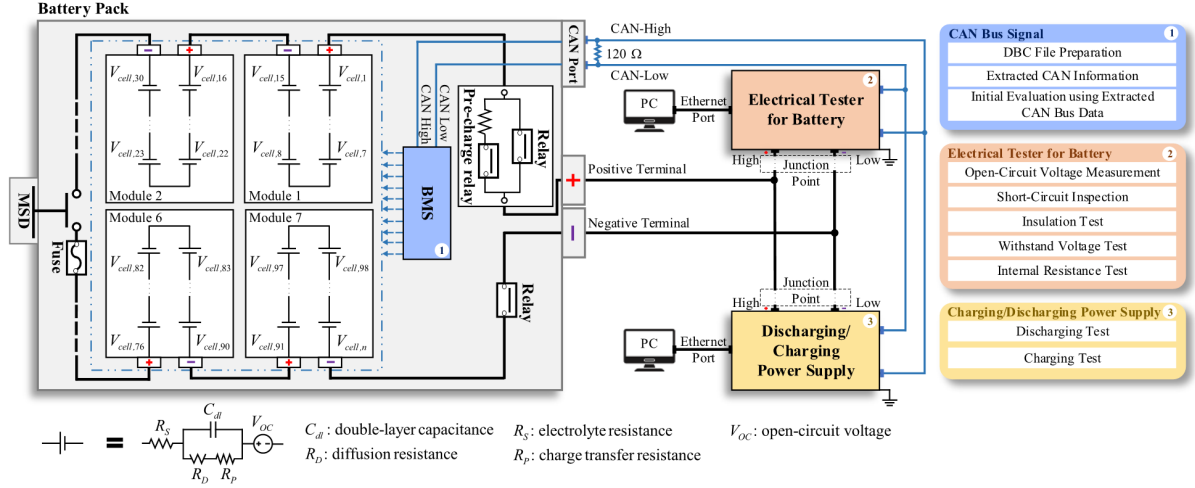 Battery Pack
V_cell,30
V_cell,16
V_cell,15
V_cell,1
V_cell,23
V_cell,22
V_cell,8
V_cell,7
Module 2
Module 1
Module 6
Module 7
V_cell,82
V_cell,83
V_cell,97
V_cell,98
V_cell,76
V_cell,90
V_cell,91
V_cell,n
MSD
Fuse
CAN High
CAN Low
BMS
1
Pre-charge relay
Relay
Relay
CAN Port
CAN-High
120 Ω
CAN-Low
Positive Terminal
Negative Terminal
PC
Ethernet
Port
Electrical Tester
for Battery
2
High
Low
Junction
Point
Junction
Point
High
Low
PC
Ethernet
Port
Discharging/
Charging
Power Supply
3
CAN Bus Signal
1
DBC File Preparation
Extracted CAN Information
Initial Evaluation using Extracted
CAN Bus Data
Electrical Tester for Battery
2
Open-Circuit Voltage Measurement
Short-Circuit Inspection
Insulation Test
Withstand Voltage Test
Internal Resistance Test
Charging/Discharging Power Supply
3
Discharging Test
Charging Test
=
R_S
C_dl
V_OC
R_D
R_P
C_dl : double-layer capacitance
R_S : electrolyte resistance
V_OC : open-circuit voltage
R_D : diffusion resistance
R_P : charge transfer resistance